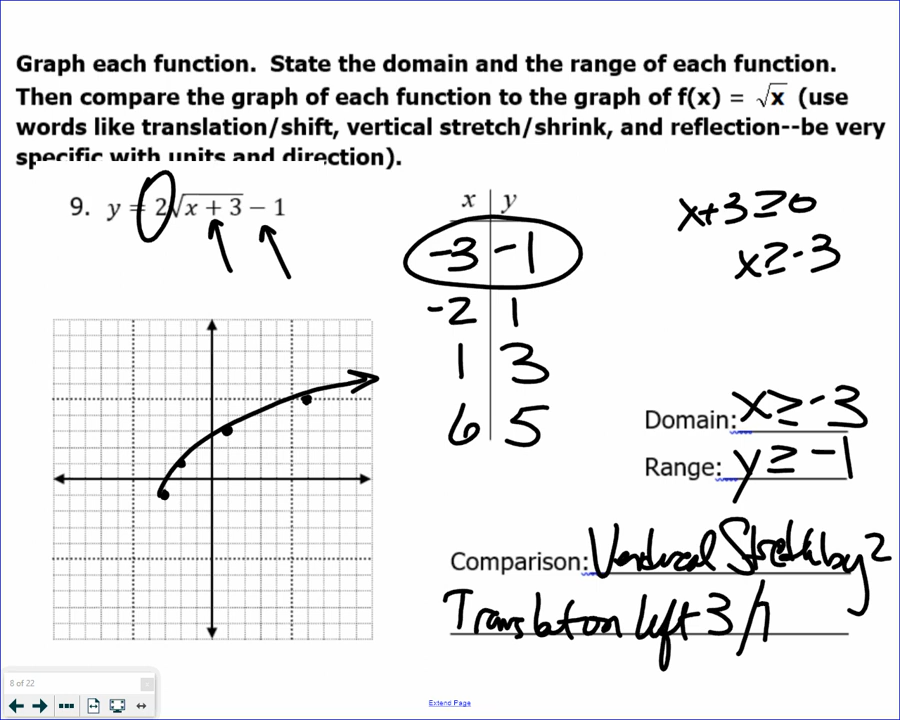 Graph each function. State the domain and the range of each function.
Then compare the graph of each function to the graph of f(x) = √x (use
words like translation/shift, vertical stretch/shrink, and reflection--be very
specific with units and direction).
9. y = 2√x + 3 − 1
x y
-3 -1
-2 1
1 3
6 5
x+3≥0
x≥-3
Domain: x≥-3
Range: y≥-1
Comparison: Vertical Stretch by 2
Translation left 3 /
8 of 22
Extend Page